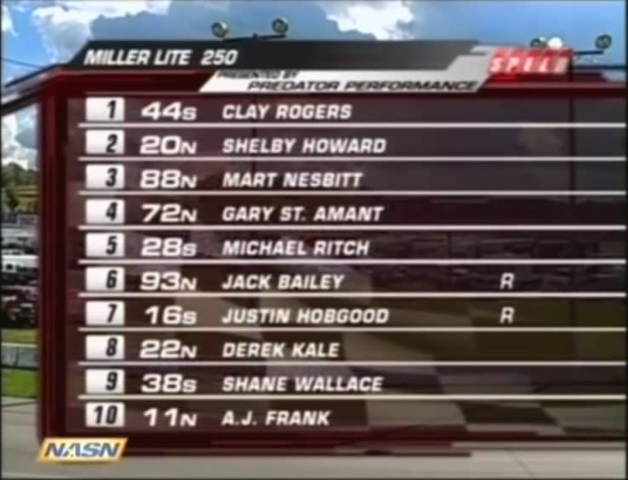 MILLER LITE 250
SPEED
PRESENTED BY
PREDATOR PERFORMANCE
1 44S CLAY ROGERS
2 20N SHELBY HOWARD
3 88N MART NESBITT
4 72N GARY ST. AMANT
5 28S MICHAEL RITCH
6 93N JACK BAILEY R
7 16S JUSTIN HOBGOOD R
8 22N DEREK KALE
9 38S SHANE WALLACE
10 11N A.J. FRANK
NASN